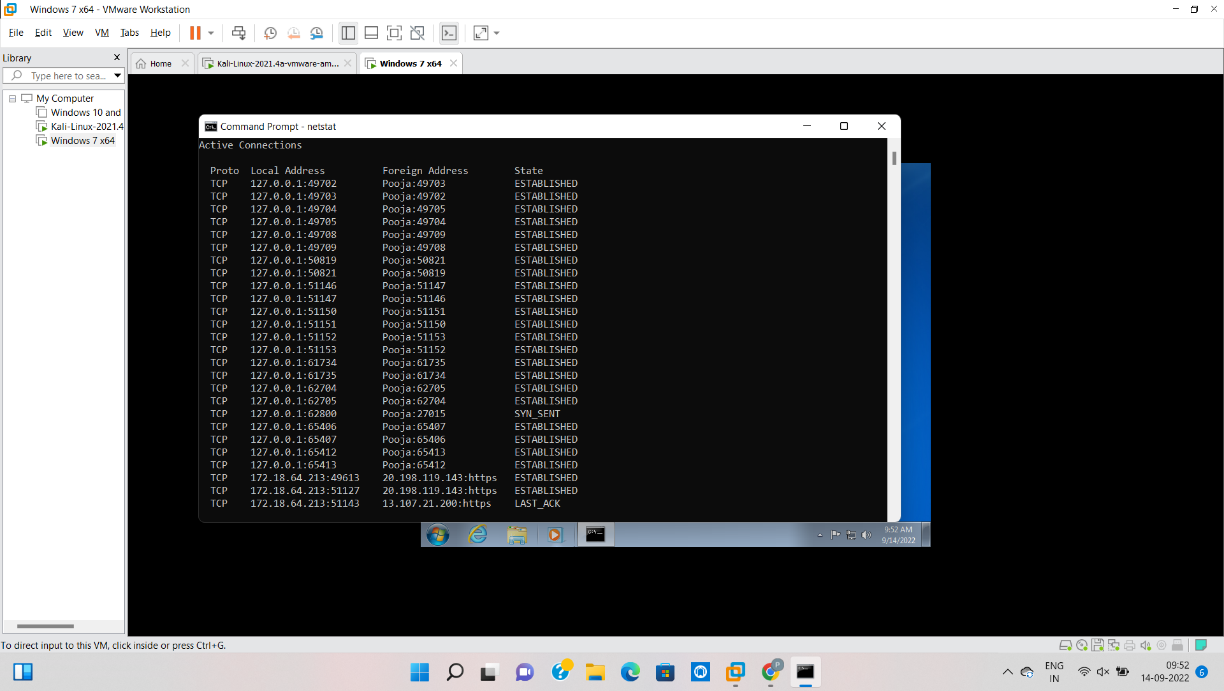 Windows 7 x64 - VMware Workstation
File Edit View VM Tabs Help
Library
Type here to sea...
Home
Kali-Linux-2021.4a-vmware-am...
Windows 7 x64
My Computer
Windows 10 and
Kali-Linux-2021.4
Windows 7 x64
Command Prompt - netstat
Active Connections
Proto Local Address Foreign Address State
TCP 127.0.0.1:49702 Pooja:49703 ESTABLISHED
TCP 127.0.0.1:49703 Pooja:49702 ESTABLISHED
TCP 127.0.0.1:49704 Pooja:49705 ESTABLISHED
TCP 127.0.0.1:49705 Pooja:49704 ESTABLISHED
TCP 127.0.0.1:49708 Pooja:49709 ESTABLISHED
TCP 127.0.0.1:49709 Pooja:49708 ESTABLISHED
TCP 127.0.0.1:50819 Pooja:50821 ESTABLISHED
TCP 127.0.0.1:50821 Pooja:50819 ESTABLISHED
TCP 127.0.0.1:51146 Pooja:51147 ESTABLISHED
TCP 127.0.0.1:51147 Pooja:51146 ESTABLISHED
TCP 127.0.0.1:51150 Pooja:51151 ESTABLISHED
TCP 127.0.0.1:51151 Pooja:51150 ESTABLISHED
TCP 127.0.0.1:51152 Pooja:51153 ESTABLISHED
TCP 127.0.0.1:51153 Pooja:51152 ESTABLISHED
TCP 127.0.0.1:61734 Pooja:61735 ESTABLISHED
TCP 127.0.0.1:61735 Pooja:61734 ESTABLISHED
TCP 127.0.0.1:62704 Pooja:62705 ESTABLISHED
TCP 127.0.0.1:62705 Pooja:62704 ESTABLISHED
TCP 127.0.0.1:62800 Pooja:27015 SYN_SENT
TCP 127.0.0.1:65406 Pooja:65407 ESTABLISHED
TCP 127.0.0.1:65407 Pooja:65406 ESTABLISHED
TCP 127.0.0.1:65412 Pooja:65413 ESTABLISHED
TCP 127.0.0.1:65413 Pooja:65412 ESTABLISHED
TCP 172.18.64.213:49613 20.198.119.143:https ESTABLISHED
TCP 172.18.64.213:51127 20.198.119.143:https ESTABLISHED
TCP 172.18.64.213:51143 13.107.21.200:https LAST_ACK
9:52 AM
9/14/2022
To direct input to this VM, click inside or press Ctrl+G.
ENG
IN
09:52
14-09-2022
6